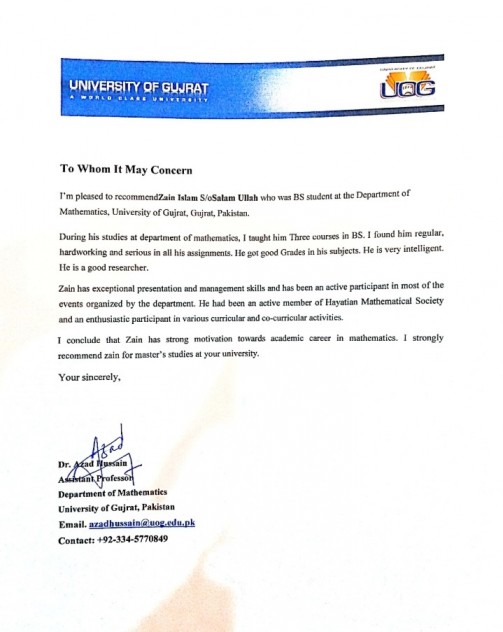 UNIVERSITY OF GUJRAT
A WORLD CLASS UNIVERSITY
UNIVERSITY OF GUJRAT
UOG
To Whom It May Concern
I'm pleased to recommendZain Islam S/oSalam Ullah who was BS student at the Department of
Mathematics, University of Gujrat, Gujrat, Pakistan.
During his studies at department of mathematics, I taught him Three courses in BS. I found him regular,
hardworking and serious in all his assignments. He got good Grades in his subjects. He is very intelligent.
He is a good researcher.
Zain has exceptional presentation and management skills and has been an active participant in most of the
events organized by the department. He had been an active member of Hayatian Mathematical Society
and an enthusiastic participant in various curricular and co-curricular activities.
I conclude that Zain has strong motivation towards academic career in mathematics. I strongly
recommend zain for master's studies at your university.
Your sincerely,
Azad
Dr. Azad Hussain
Assistant Professor
Department of Mathematics
University of Gujrat, Pakistan
Email. azadhussain@uog.edu.pk
Contact: +92-334-5770849